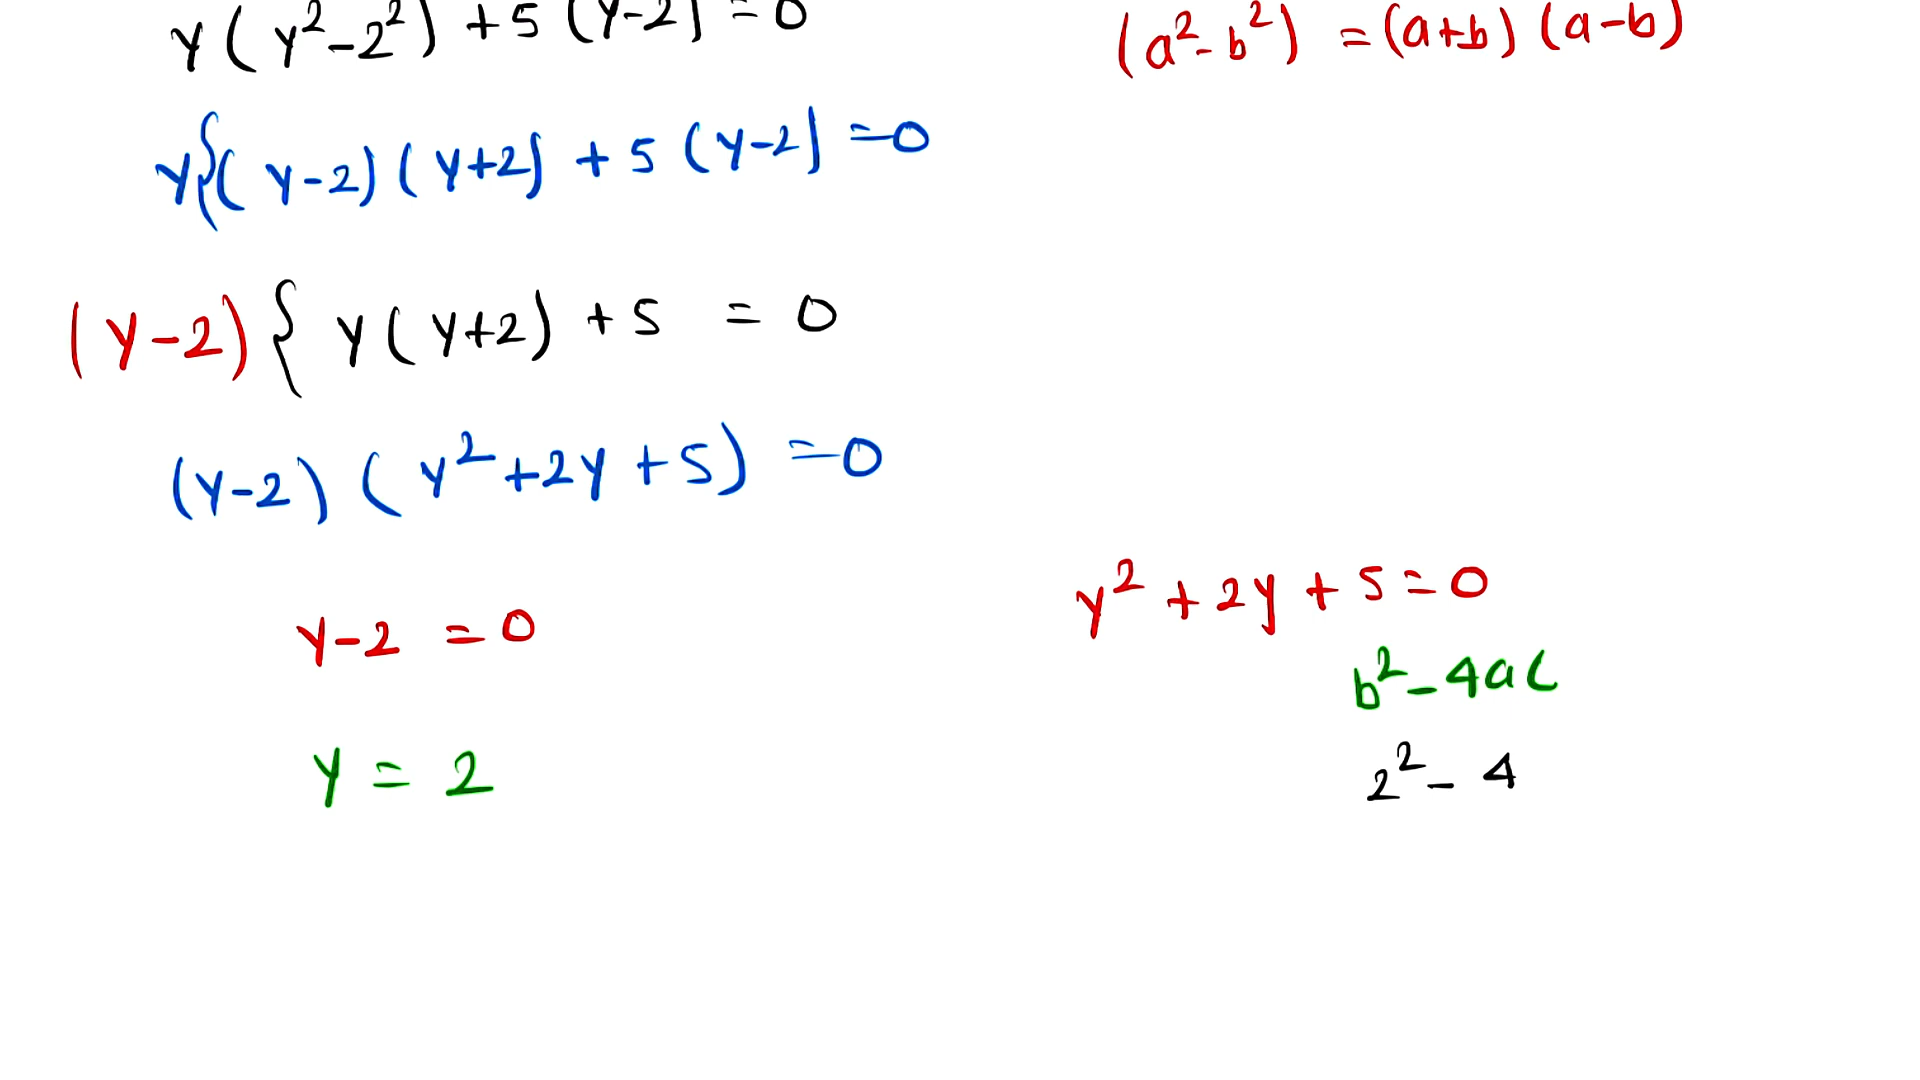 y(y²-2²)+5(y-2)=0
(a²-b²)=(a+b)(a-b)
y{(y-2)(y+2)+5(y-2)=0
(y-2){y(y+2)+5=0
(y-2)(y²+2y+5)=0
y²+2y+5=0
y-2=0
b²-4ac
y=2
2²-4